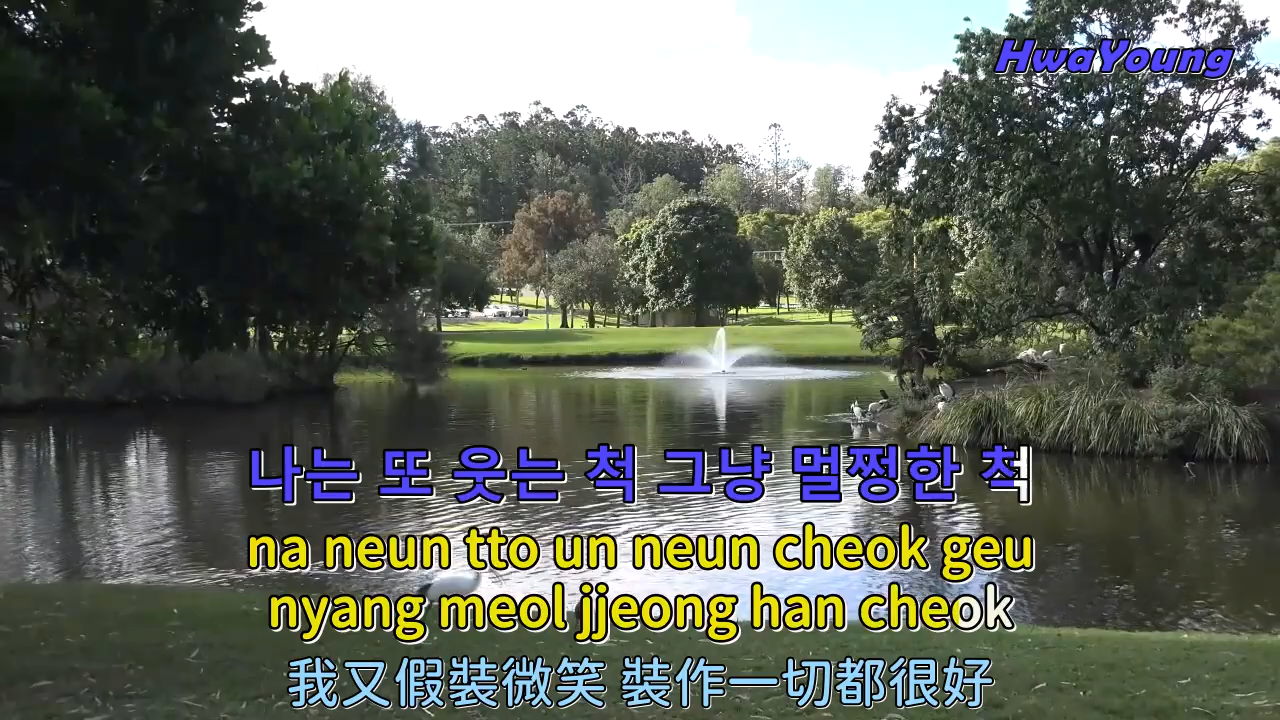 HwaYoung
나는 또 웃는 척 그냥 멀쩡한 척
na neun tto un neun cheok geu
nyang meol jjeong han cheok
我又假裝微笑 裝作一切都很好